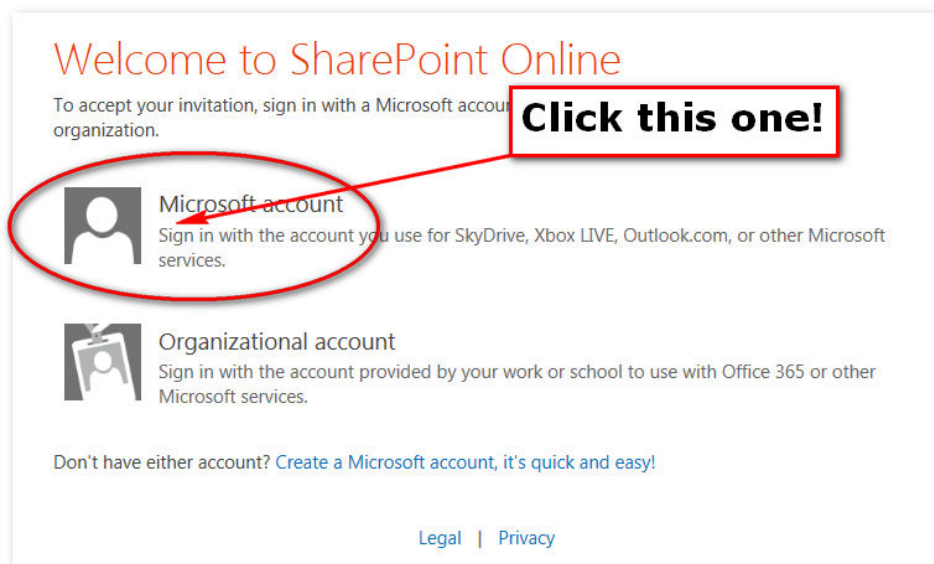 Welcome to SharePoint Online
To accept your invitation, sign in with a Microsoft
organization.
Click this one!
Microsoft account
Sign in with the account you use for SkyDrive, Xbox LIVE, Outlook.com, or other Microsoft
services.
Organizational account
Sign in with the account provided by your work or school to use with Office 365 or other
Microsoft services.
Don't have either account? Create a Microsoft account, it's quick and easy!
Legal | Privacy